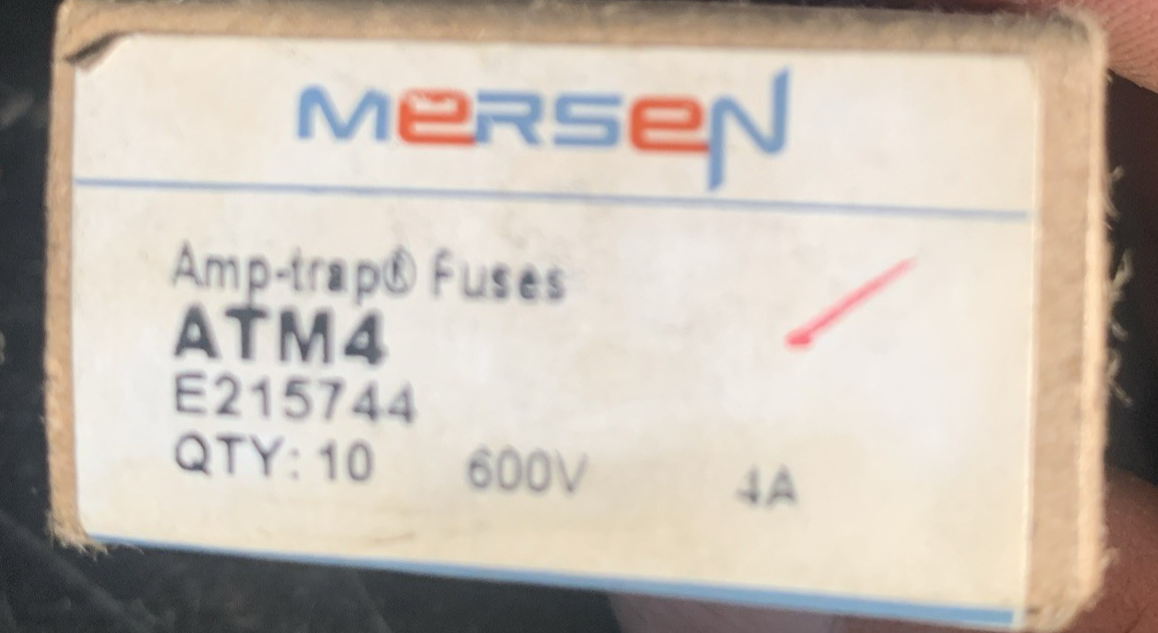 MERSEN
Amp-trap® Fuses
ATM4
E215744
QTY: 10 600V 4A